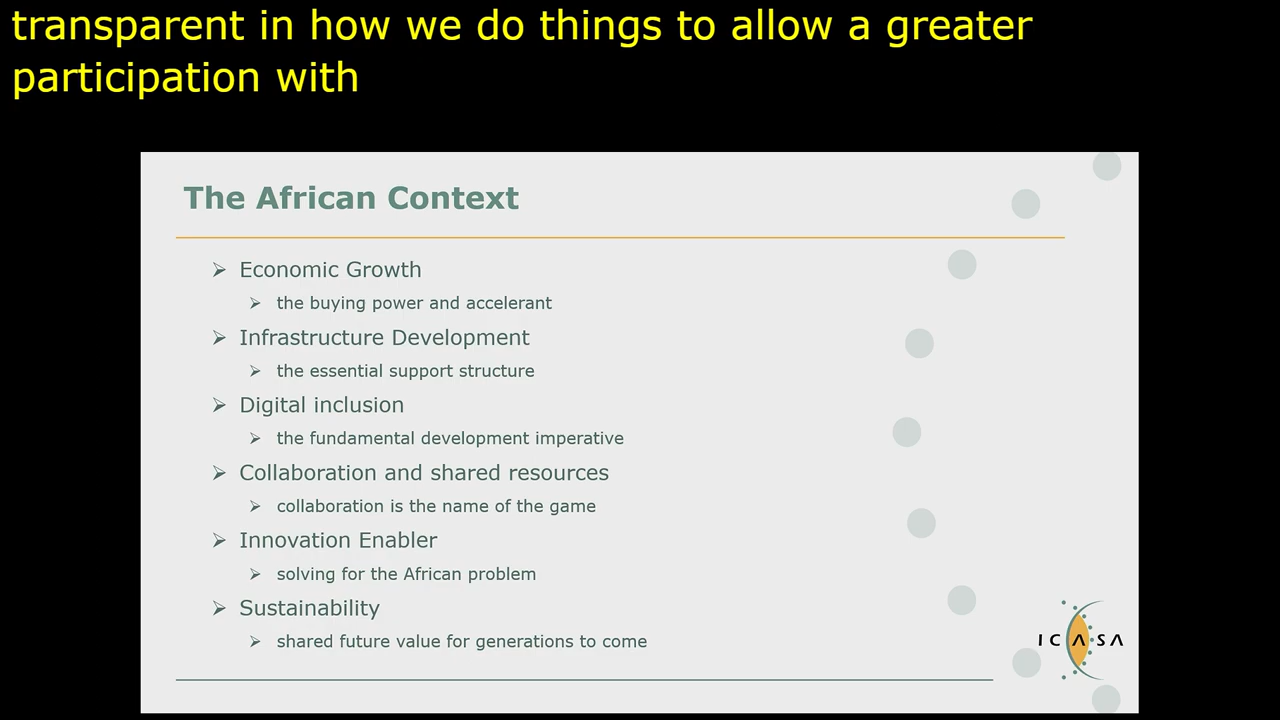 transparent in how we do things to allow a greater
participation with
The African Context
Economic Growth
the buying power and accelerant
Infrastructure Development
the essential support structure
Digital inclusion
the fundamental development imperative
Collaboration and shared resources
collaboration is the name of the game
Innovation Enabler
solving for the African problem
Sustainability
shared future value for generations to come
ICASA